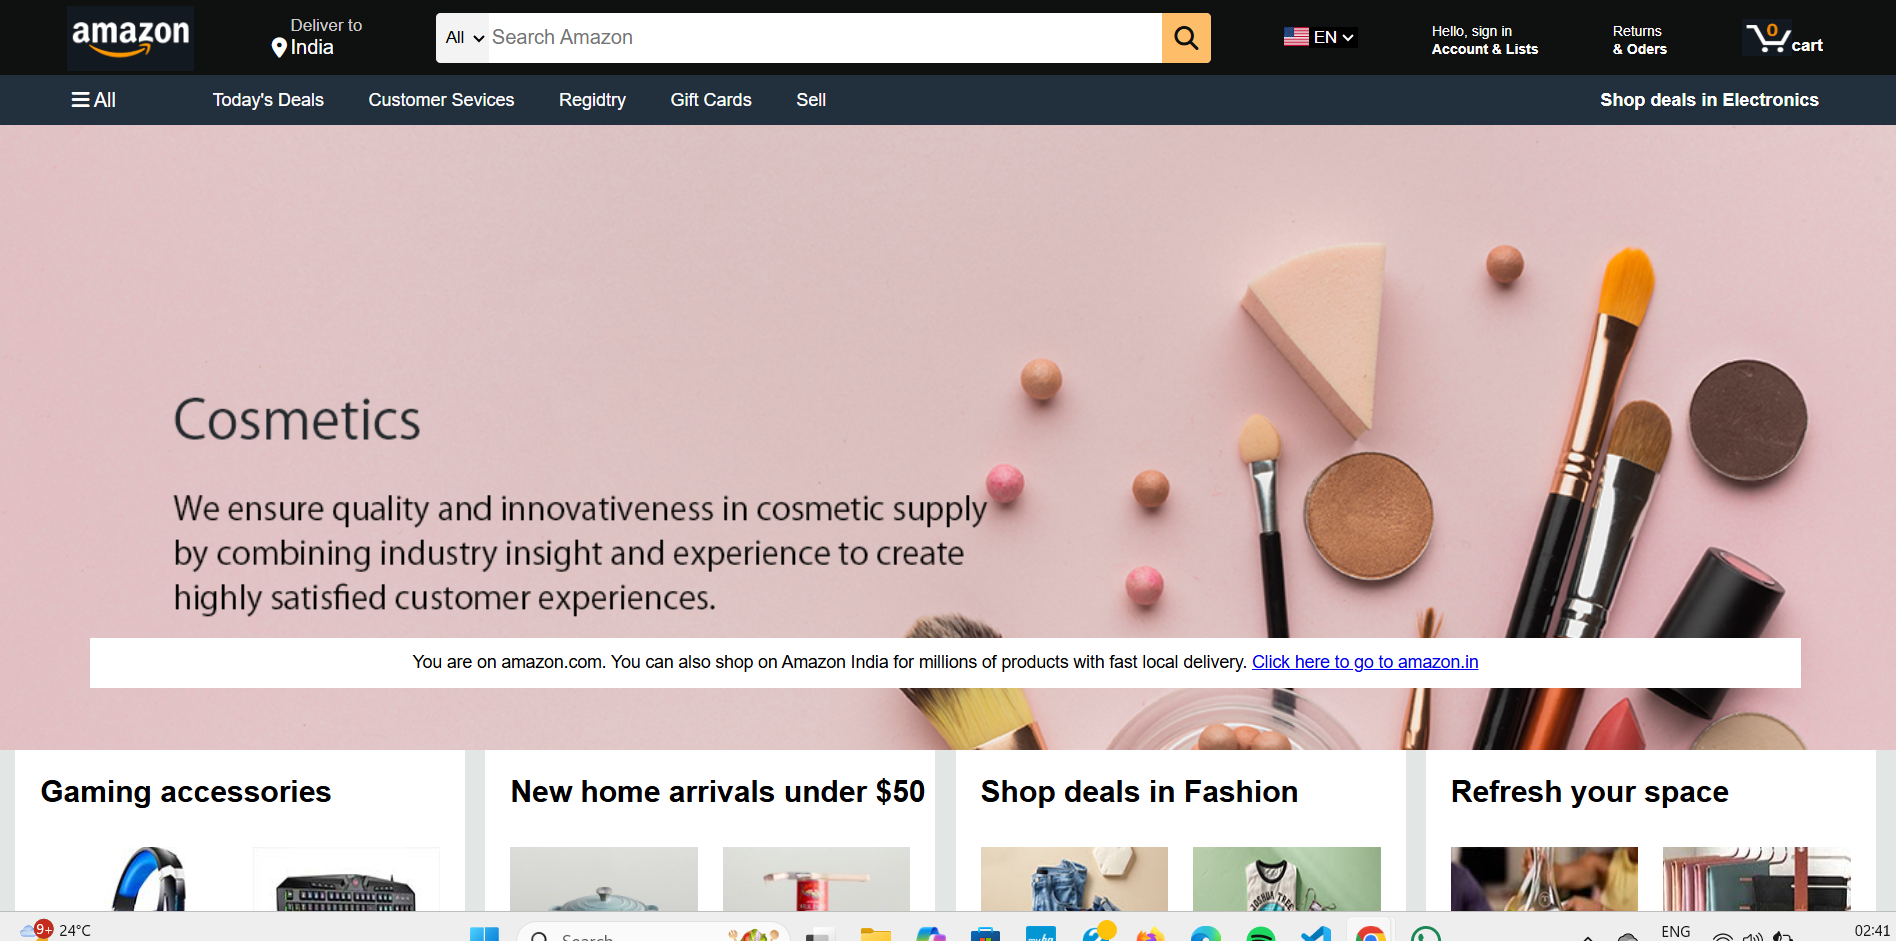 amazon
Deliver to
India
All
Search Amazon
EN
Hello, sign in
Account & Lists
Returns
& Oders
0
cart
All
Today's Deals
Customer Sevices
Regidtry
Gift Cards
Sell
Shop deals in Electronics
Cosmetics
We ensure quality and innovativeness in cosmetic supply
by combining industry insight and experience to create
highly satisfied customer experiences.
You are on amazon.com. You can also shop on Amazon India for millions of products with fast local delivery. Click here to go to amazon.in
Gaming accessories
New home arrivals under $50
Shop deals in Fashion
Refresh your space
JOSHUA TREE
9+
24°C
Search
ENG
02:41